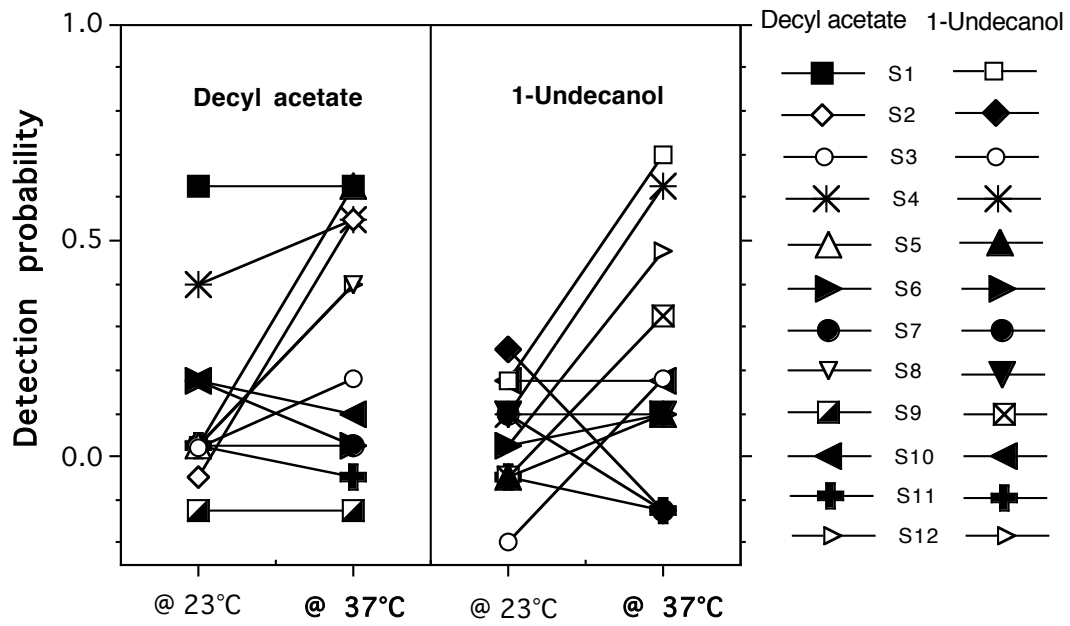 Decyl acetate 1-Undecanol
1.0
Decyl acetate
1-Undecanol
0.5
0.0
Detection probability
@ 23°C
@ 37°C
@ 23°C
@ 37°C
S1
S2
S3
S4
S5
S6
S7
S8
S9
S10
S11
S12